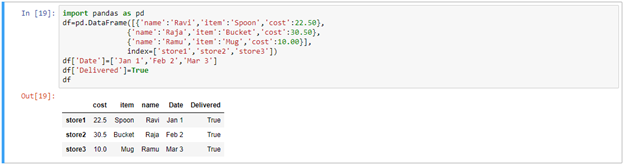 In [19]: import pandas as pd
df=pd.DataFrame([{'name':'Ravi','item':'Spoon','cost':22.50},
{'name':'Raja','item':'Bucket','cost':30.50},
{'name':'Ramu','item':'Mug','cost':10.00}],
index=['store1','store2','store3'])
df['Date']=['Jan 1','Feb 2','Mar 3']
df['Delivered']=True
df
Out[19]:
cost item name Date Delivered
store1 22.5 Spoon Ravi Jan 1 True
store2 30.5 Bucket Raja Feb 2 True
store3 10.0 Mug Ramu Mar 3 True